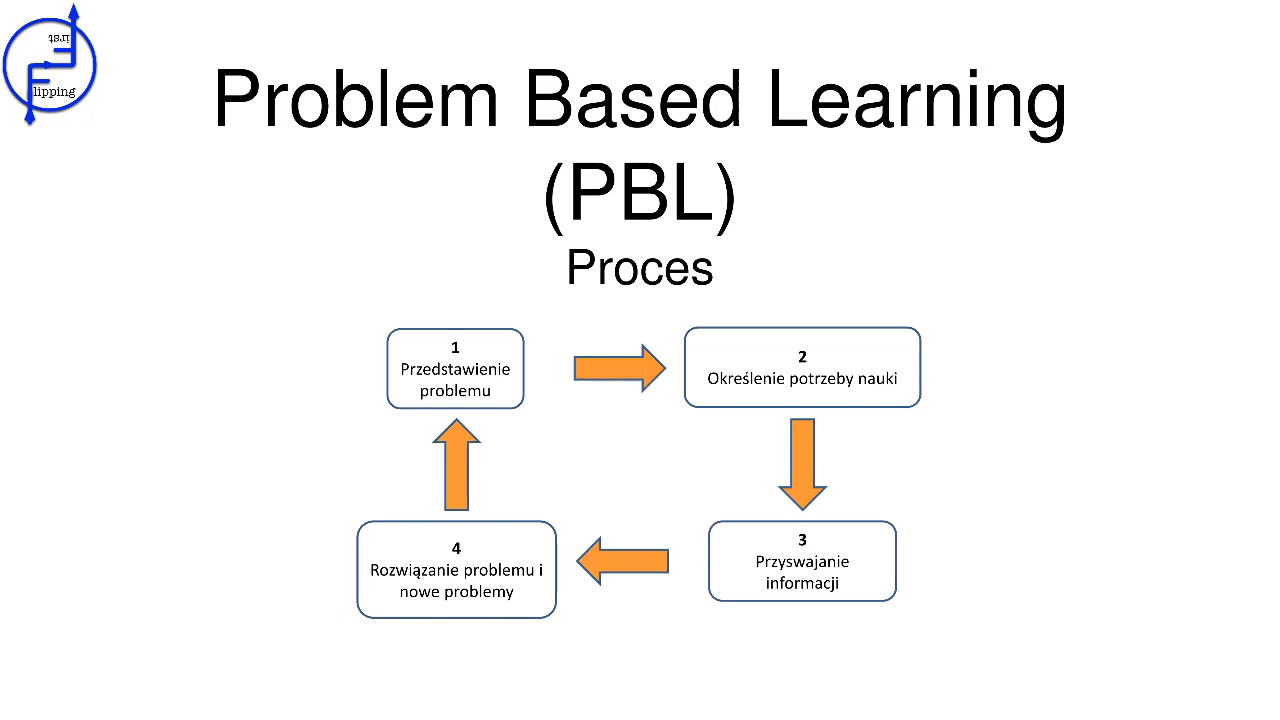 irst
lipping
Problem Based Learning
(PBL)
Proces
1
Przedstawienie
problemu
2
Określenie potrzeby nauki
3
Przyswajanie
informacji
4
Rozwiązanie problemu i
nowe problemy